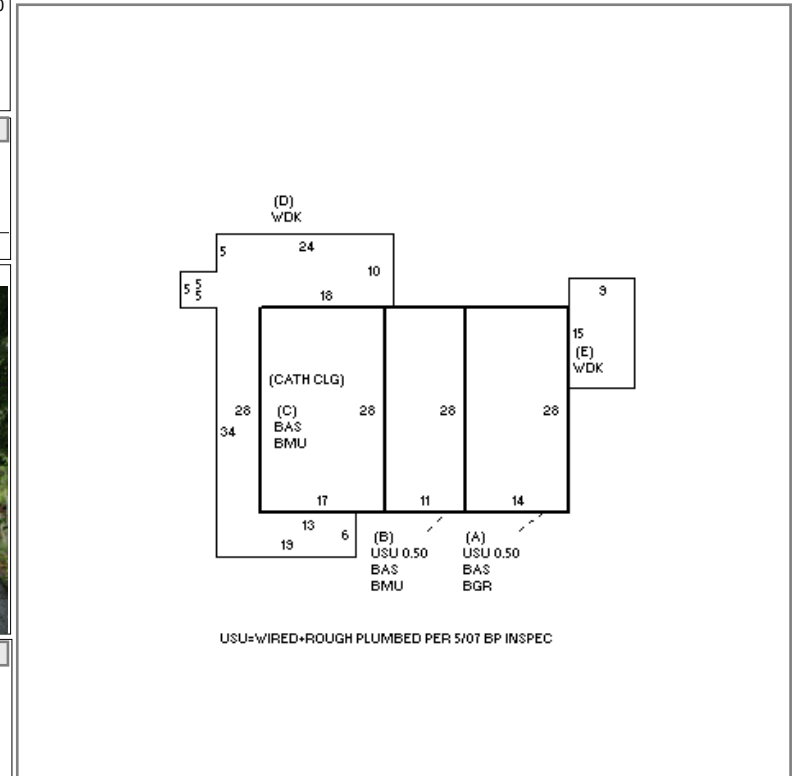 (D)
WDK
5
24
10
5 5
5
18
9
15
(E)
WDK
(CATH CLG)
28
(C)
28
28
28
BAS
34
BMU
17
11
14
13
6
19
(B)
(A)
USU 0.50
USU 0.50
BAS
BAS
BMU
BGR
USU=WIRED+ROUGH PLUMBED PER 5/07 BP INSPEC